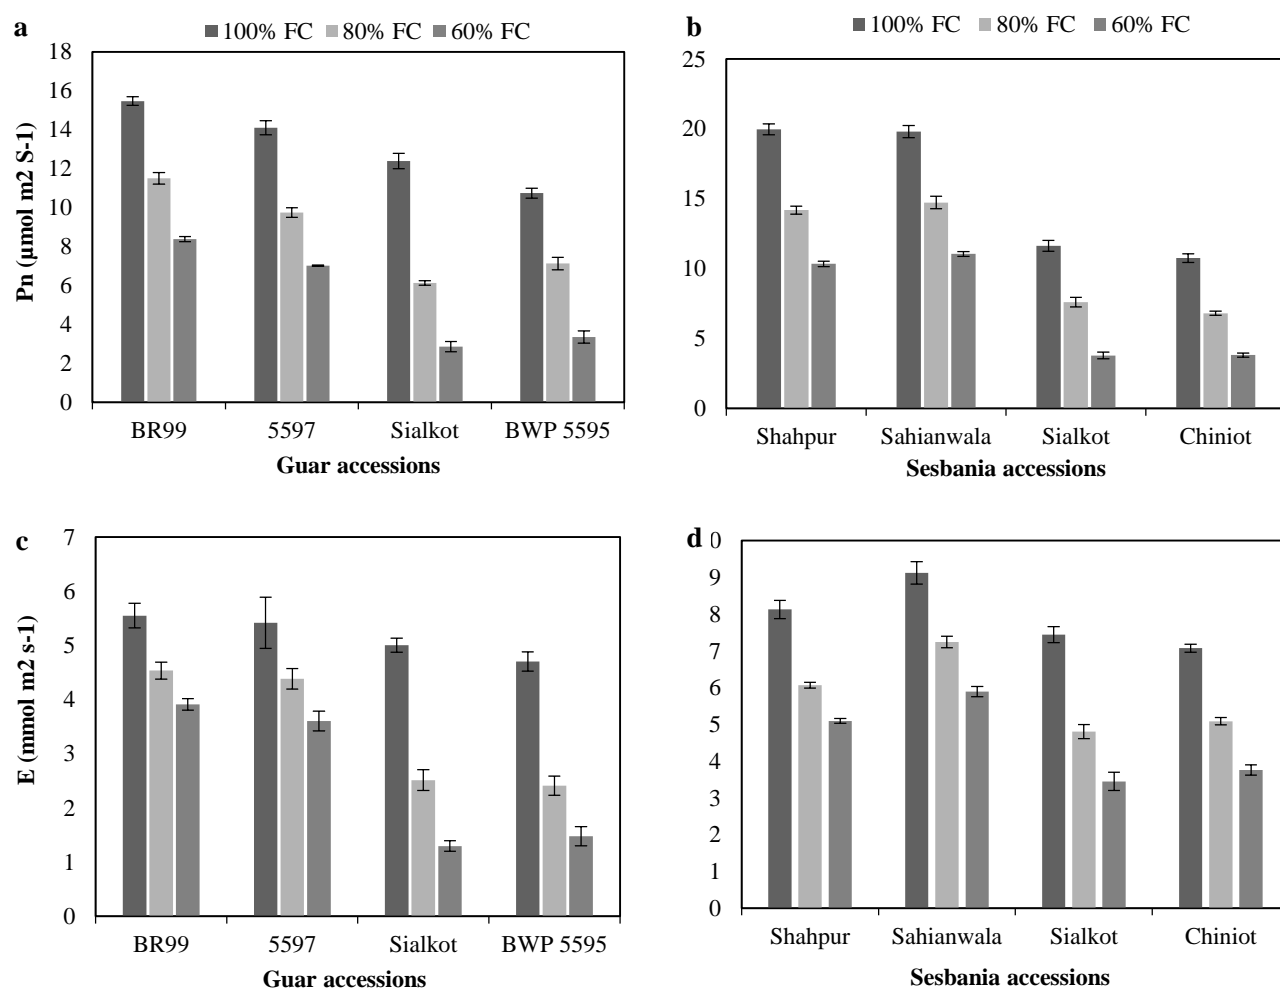 a
100% FC 80% FC 60% FC
18
16
14
12
10
8
6
4
2
0
Pn (µmol m2 S-1)
BR99 5597 Sialkot BWP 5595
Guar accessions
b
100% FC 80% FC 60% FC
25
20
15
10
5
0
Shahpur Sahianwala Sialkot Chiniot
Sesbania accessions
c
7
6
5
4
3
2
1
0
E (mmol m2 s-1)
BR99 5597 Sialkot BWP 5595
Guar accessions
d
0
9
8
7
6
5
4
3
2
1
0
Shahpur Sahianwala Sialkot Chiniot
Sesbania accessions